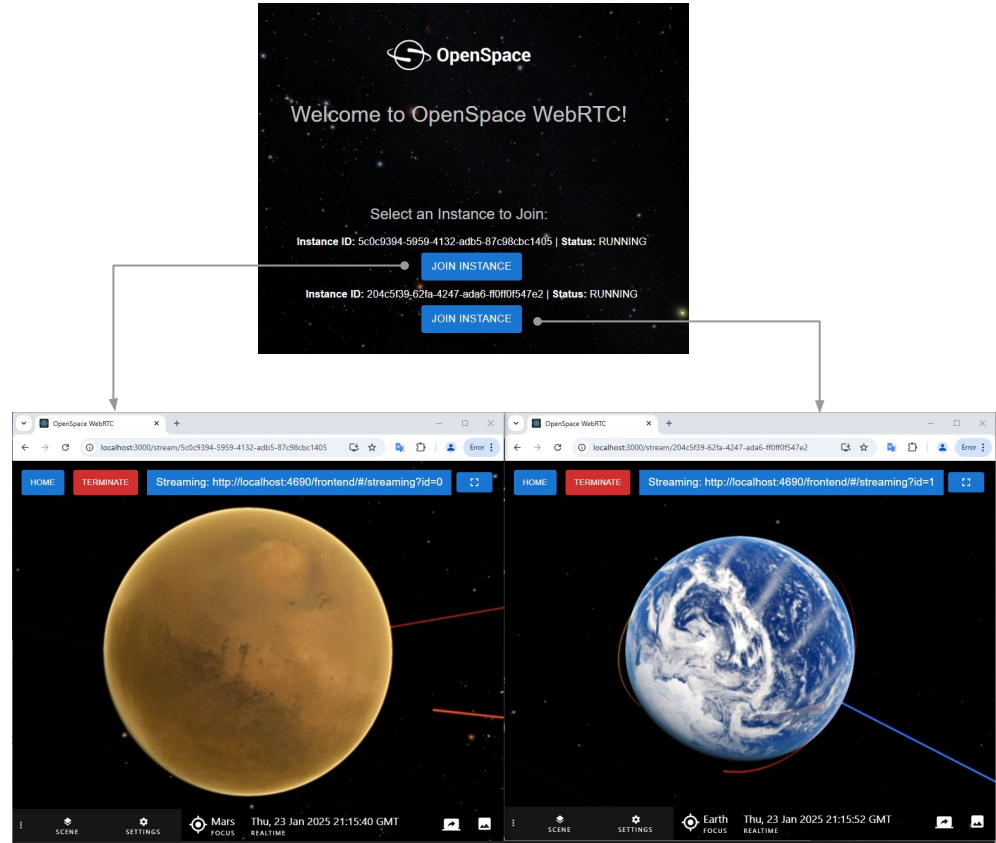 OpenSpace
Welcome to OpenSpace WebRTC!
Select an Instance to Join:
Instance ID: 5c0c9394-5959-4132-adb5-87c98cbc1405 | Status: RUNNING
JOIN INSTANCE
Instance ID: 204c5f39-62fa-4247-ada6-ff0ff0f547e2 | Status: RUNNING
JOIN INSTANCE
OpenSpace WebRTC
localhost:3000/stream/5c0c9394-5959-4132-adb5-87c98cbc1405
Error
HOME
TERMINATE
Streaming: http://localhost:4690/frontend/#/streaming?id=0
SCENE
SETTINGS
Mars
FOCUS
Thu, 23 Jan 2025 21:15:40 GMT
REALTIME
OpenSpace WebRTC
localhost:3000/stream/204c5f39-62fa-4247-ada6-ff0ff0f547e2
Error
HOME
TERMINATE
Streaming: http://localhost:4690/frontend/#/streaming?id=1
SCENE
SETTINGS
Earth
FOCUS
Thu, 23 Jan 2025 21:15:52 GMT
REALTIME